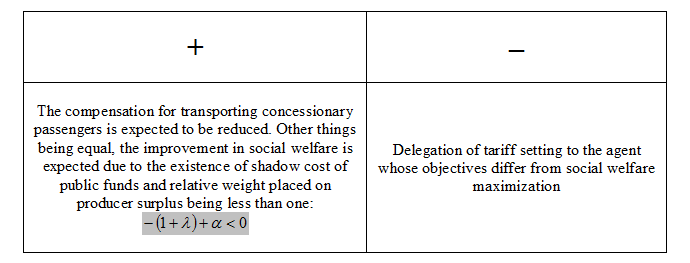 +
−
The compensation for transporting concessionary
passengers is expected to be reduced. Other things
being equal, the improvement in social welfare is
expected due to the existence of shadow cost of
public funds and relative weight placed on
producer surplus being less than one:
−(1+λ)+α<0
Delegation of tariff setting to the agent
whose objectives differ from social welfare
maximization